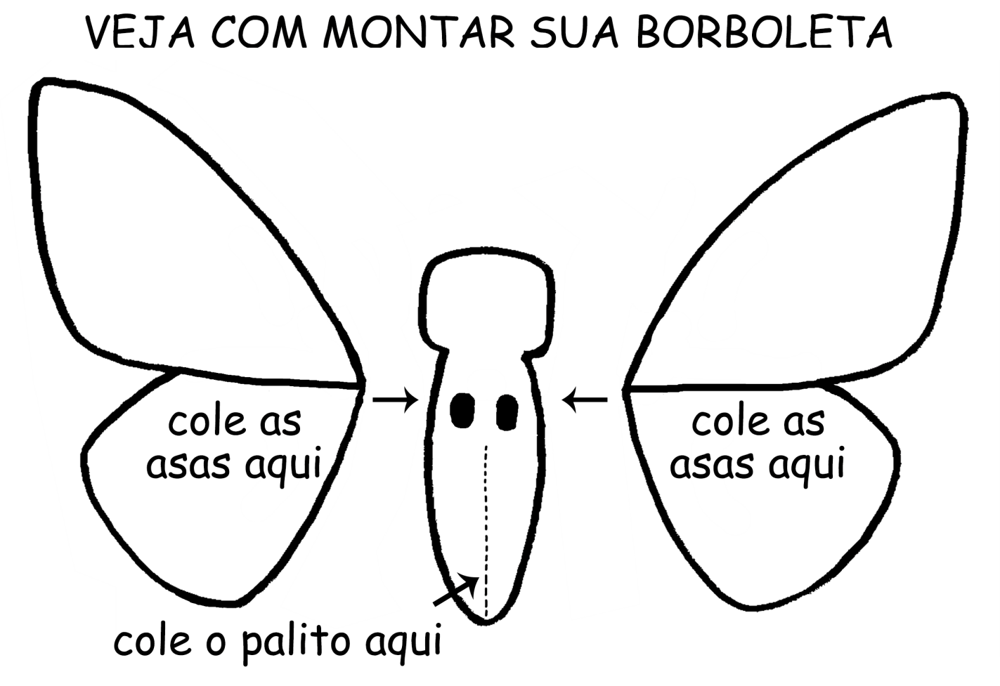 VEJA COM MONTAR SUA BORBOLETA
cole as
asas aqui
cole as
asas aqui
cole o palito aqui